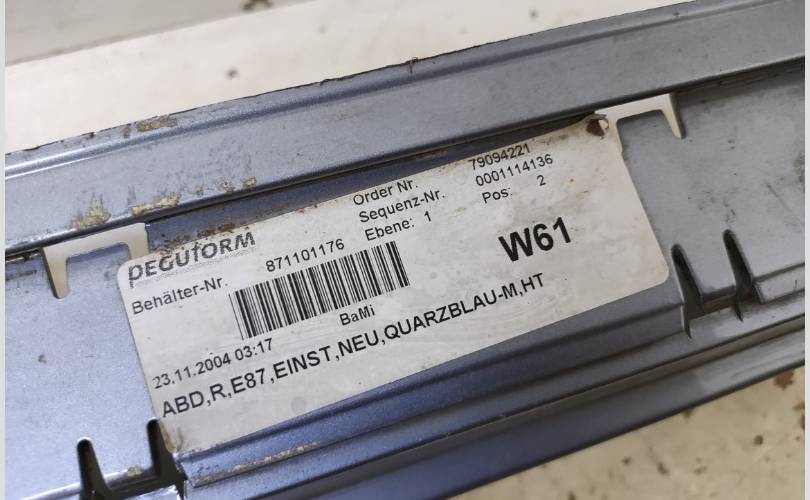 PEGUFORM
Order Nr. 79094221
Sequenz-Nr. 0001114136
Ebene: 1 Pos: 2
Behälter-Nr. 871101176
W61
BaMi
23.11.2004 03:17
ABD,R,E87,EINST,NEU,QUARZBLAU-M,HT